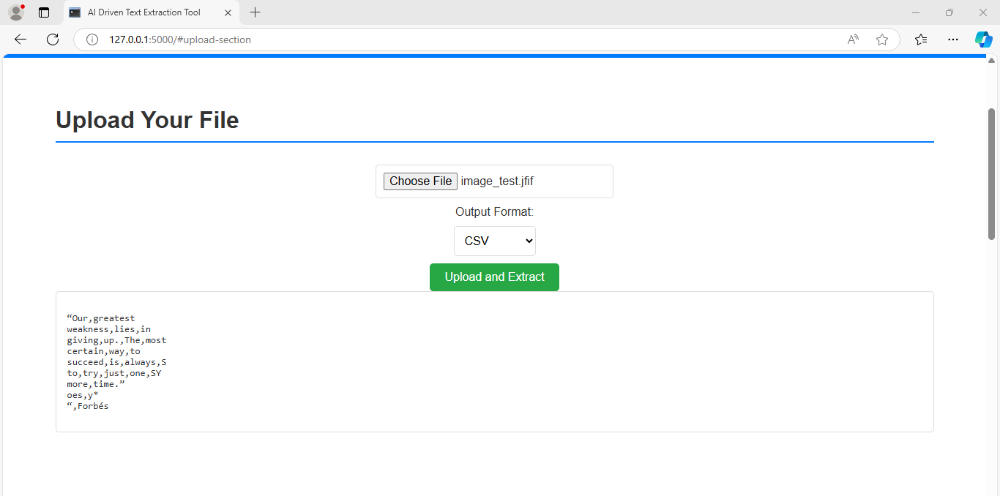 AI Driven Text Extraction Tool
127.0.0.1:5000/#upload-section
Upload Your File
Choose File image_test.jfif
Output Format:
CSV
Upload and Extract
“Our,greatest
weakness,lies,in
giving,up.,The,most
certain,way,to
succeed,is,always,S
to,try,just,one,SY
more,time.”
oes,y*
“,Forbés